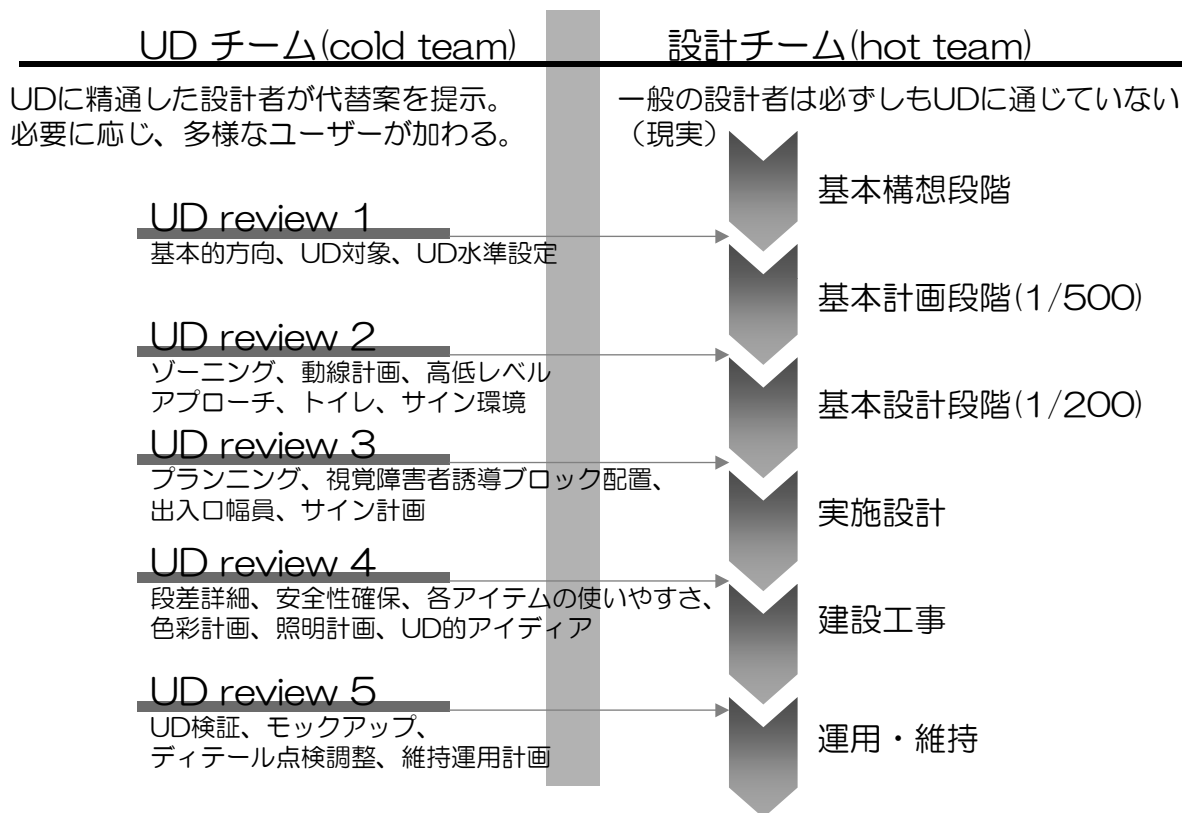 UD チーム(cold team)
設計チーム(hot team)
UDに精通した設計者が代替案を提示。
必要に応じ、多様なユーザーが加わる。
一般の設計者は必ずしもUDに通じていない
（現実）
基本構想段階
UD review 1
基本的方向、UD対象、UD水準設定
基本計画段階(1/500)
UD review 2
ゾーニング、動線計画、高低レベル
アプローチ、トイレ、サイン環境
基本設計段階(1/200)
UD review 3
プランニング、視覚障害者誘導ブロック配置、
出入口幅員、サイン計画
実施設計
UD review 4
段差詳細、安全性確保、各アイテムの使いやすさ、
色彩計画、照明計画、UD的アイディア
建設工事
UD review 5
UD検証、モックアップ、
ディテール点検調整、維持運用計画
運用・維持